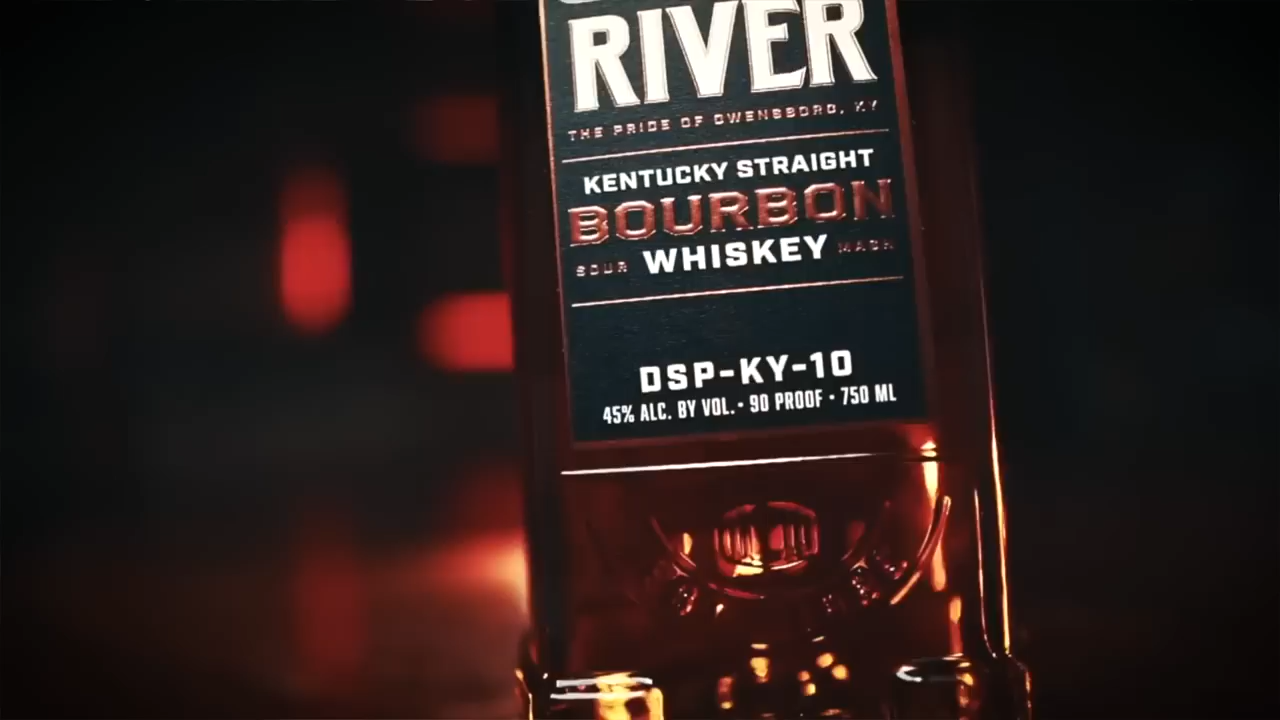 RIVER
THE PRIDE OF OWENSBORO, KY
KENTUCKY STRAIGHT
BOURBON
SOUR WHISKEY MASH
DSP-KY-10
45% ALC. BY VOL. • 90 PROOF • 750 ML